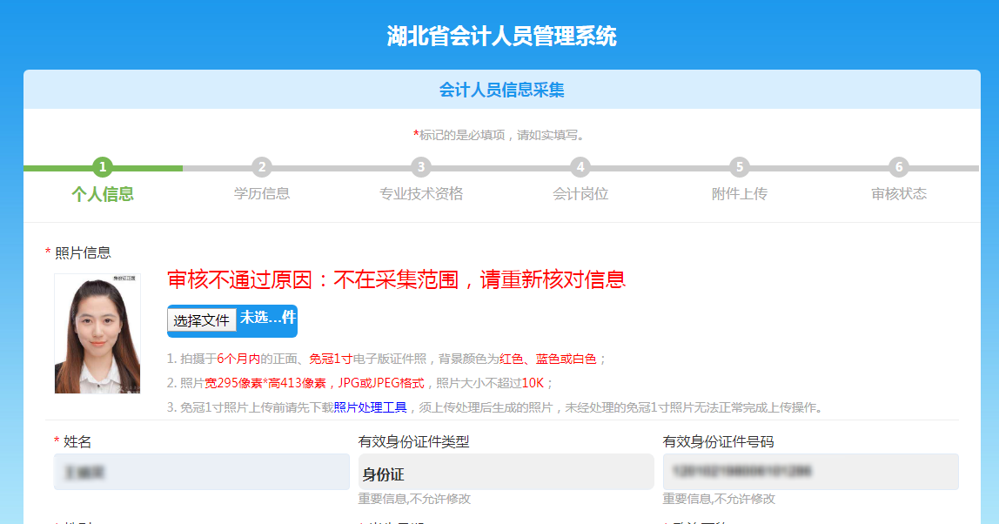 湖北省会计人员管理系统
会计人员信息采集
*标记的是必填项，请如实填写。
1 2 3 4 5 6
个人信息 学历信息 专业技术资格 会计岗位 附件上传 审核状态
* 照片信息
审核不通过原因：不在采集范围，请重新核对信息
选择文件 未选...件
1. 拍摄于6个月内的正面、免冠1寸电子版证件照，背景颜色为红色、蓝色或白色；
2. 照片宽295像素*高413像素，JPG或JPEG格式，照片大小不超过10K；
3. 免冠1寸照片上传前请先下载照片处理工具，须上传处理后生成的照片，未经处理的免冠1寸照片无法正常完成上传操作。
* 姓名 有效身份证件类型 有效身份证件号码
身份证
重要信息,不允许修改 重要信息,不允许修改